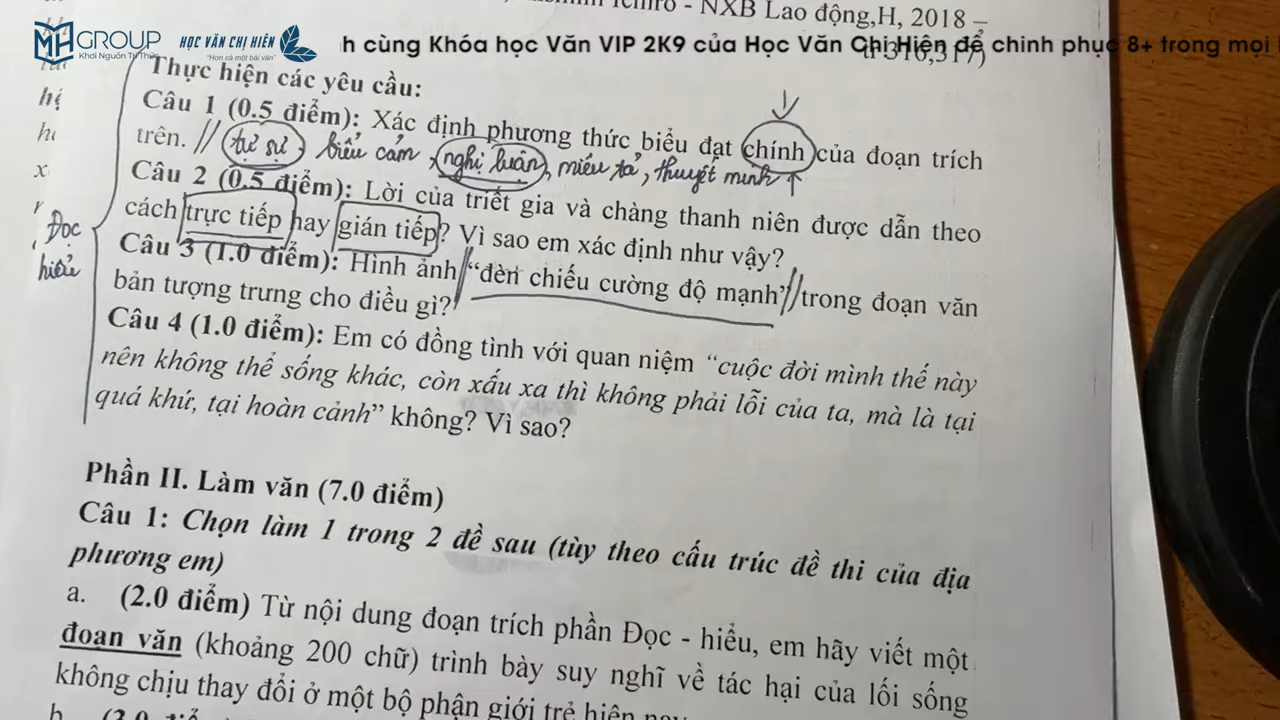 Ichiro - NXB Lao động,H, 2018 –
MH GROUP
Khơi Nguồn Tri Thức
HỌC VĂN CHỊ HIÊN
"Hơn cả một bài văn"
h cùng Khóa học Văn VIP 2K9 của Học Văn Chị Hiên để chinh phục 8+ trong mọi
tr 316,317)
Thực hiện các yêu cầu:
Câu 1 (0.5 điểm): Xác định phương thức biểu đạt chính của đoạn trích
trên. // tự sự, biểu cảm, nghị luận, miêu tả, thuyết minh
Câu 2 (0.5 điểm): Lời của triết gia và chàng thanh niên được dẫn theo
cách trực tiếp hay gián tiếp? Vì sao em xác định như vậy?
Đọc hiểu
Câu 3 (1.0 điểm): Hình ảnh “đèn chiếu cường độ mạnh” trong đoạn văn
bản tượng trưng cho điều gì?
Câu 4 (1.0 điểm): Em có đồng tình với quan niệm “cuộc đời mình thế này
nên không thể sống khác, còn xấu xa thì không phải lỗi của ta, mà là tại
quá khứ, tại hoàn cảnh” không? Vì sao?
Phần II. Làm văn (7.0 điểm)
Câu 1: Chọn làm 1 trong 2 đề sau (tùy theo cấu trúc đề thi của địa
phương em)
a. (2.0 điểm) Từ nội dung đoạn trích phần Đọc - hiểu, em hãy viết một
đoạn văn (khoảng 200 chữ) trình bày suy nghĩ về tác hại của lối sống
không chịu thay đổi ở một bộ phận giới trẻ hiện nay.